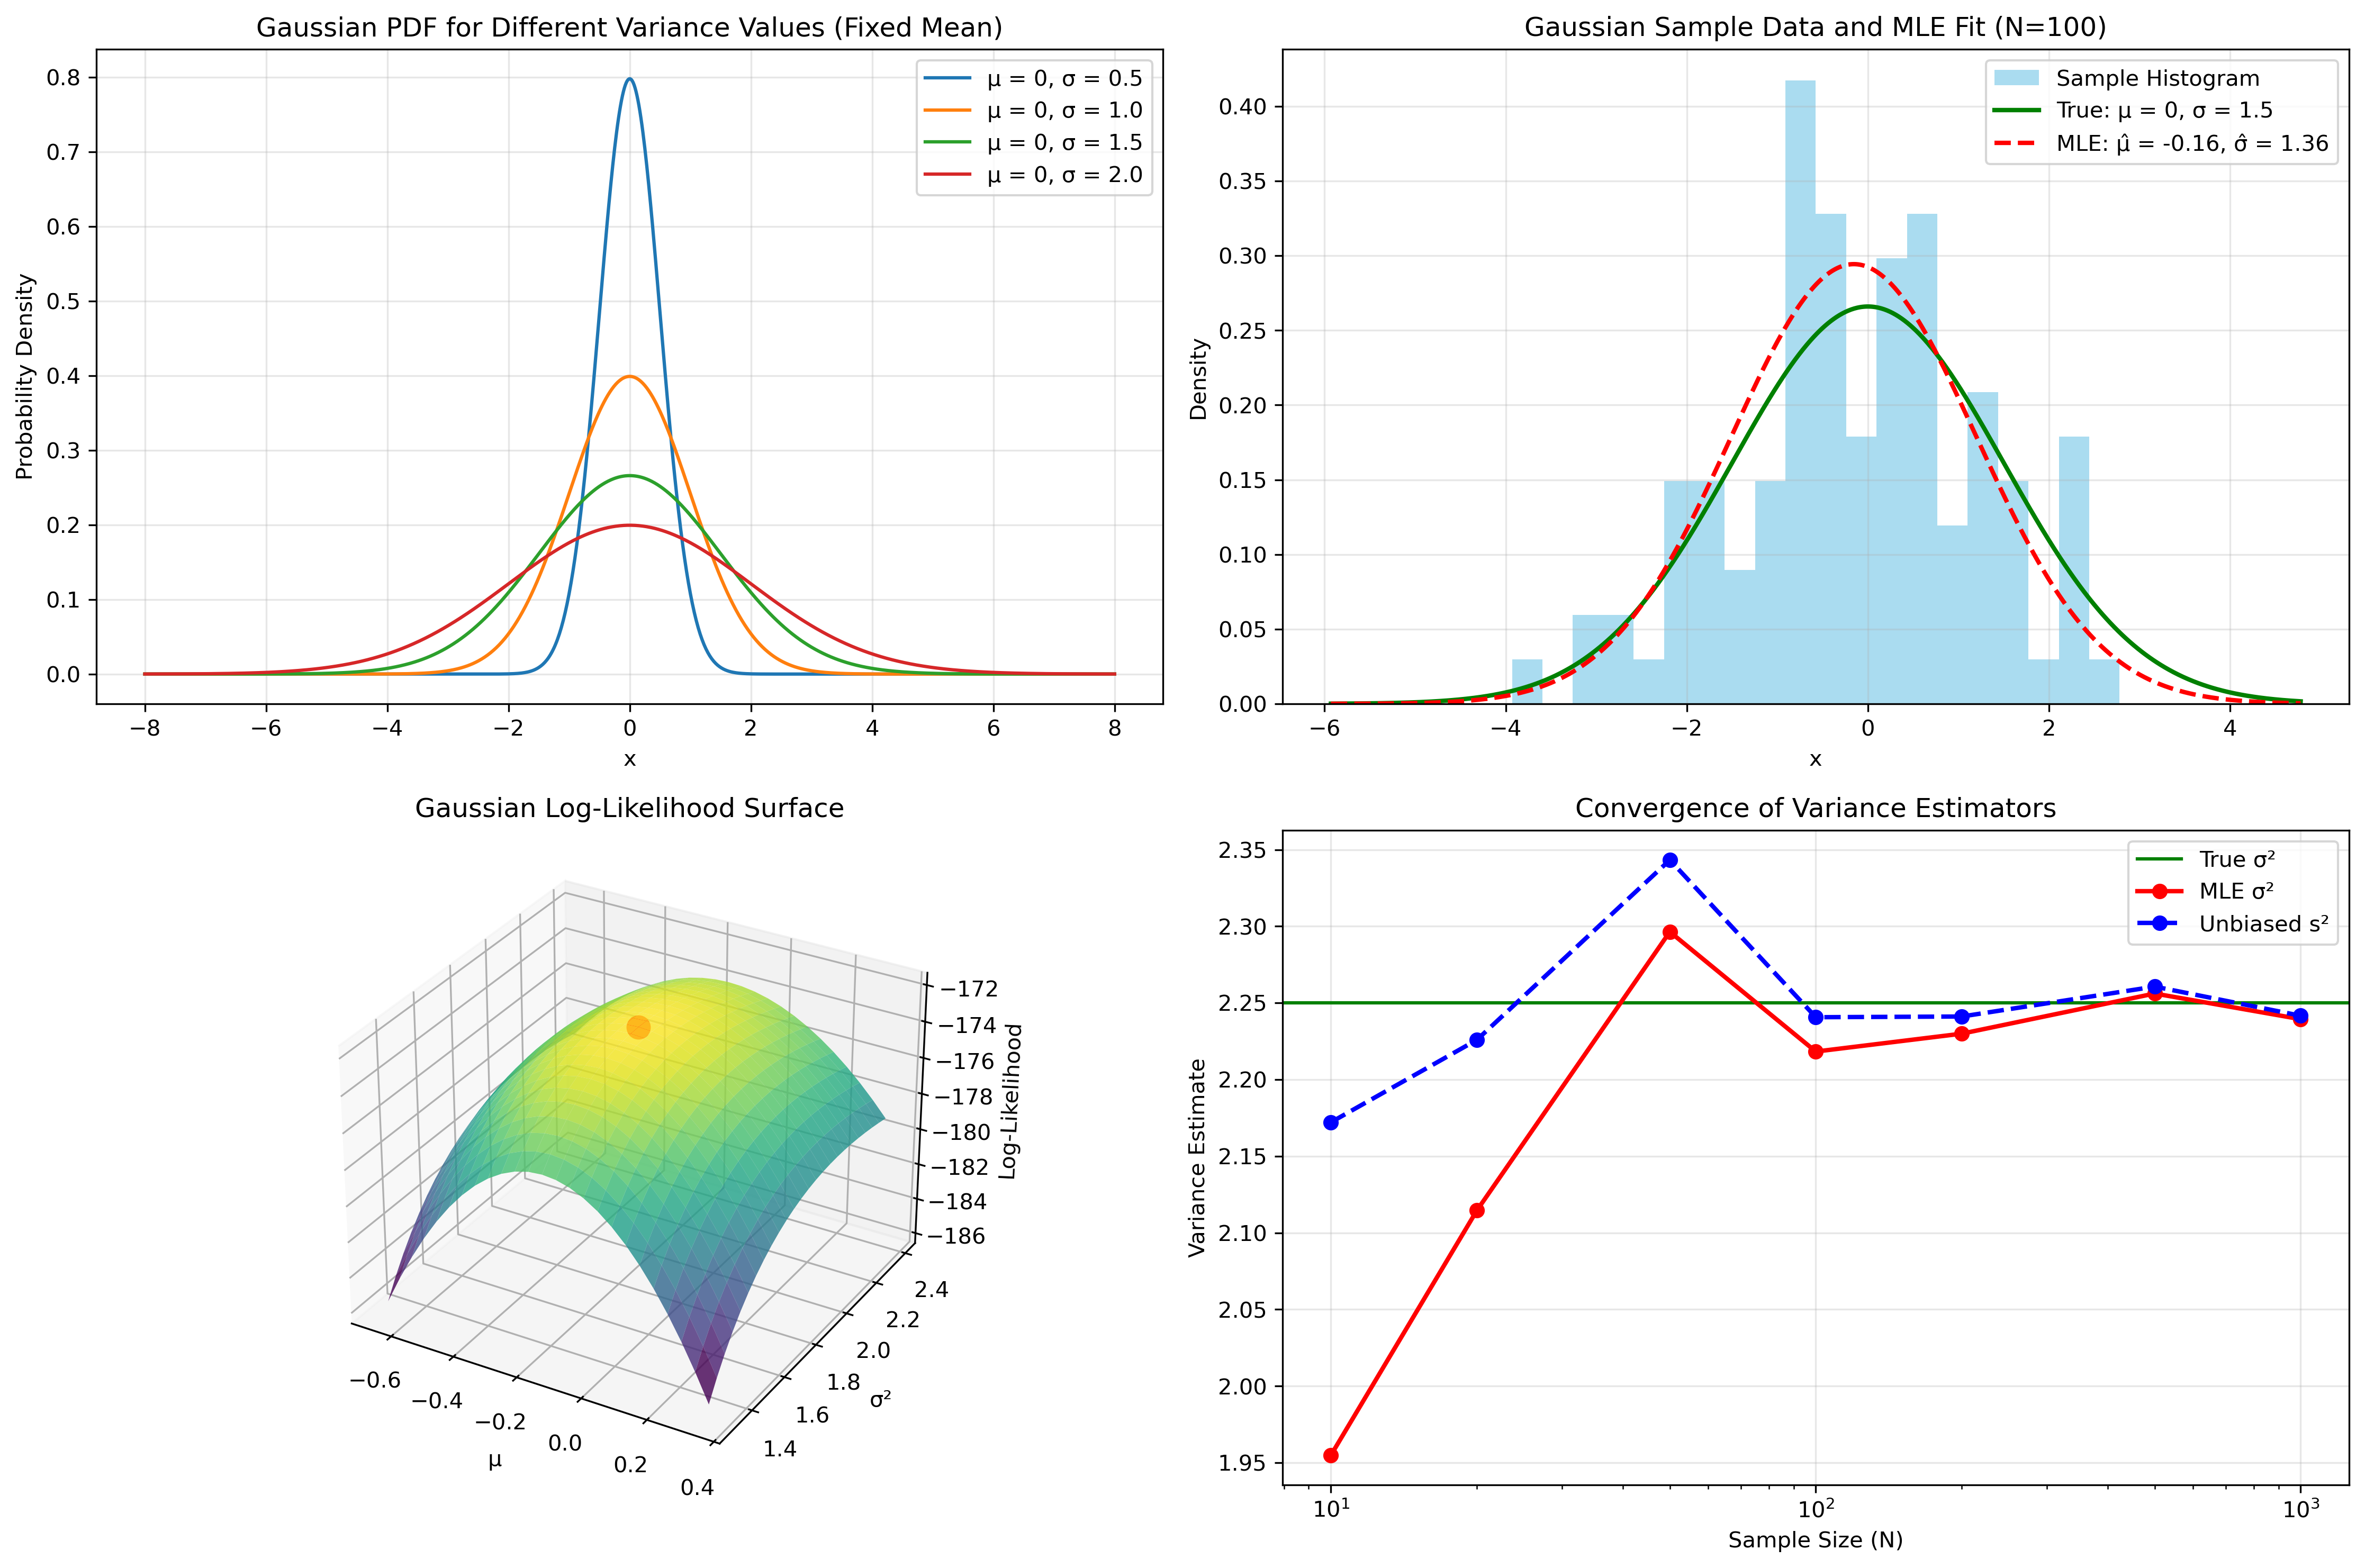 Gaussian PDF for Different Variance Values (Fixed Mean)
μ = 0, σ = 0.5
μ = 0, σ = 1.0
μ = 0, σ = 1.5
μ = 0, σ = 2.0
Probability Density
0.8
0.7
0.6
0.5
0.4
0.3
0.2
0.1
0.0
−8 −6 −4 −2 0 2 4 6 8
x
Gaussian Sample Data and MLE Fit (N=100)
Sample Histogram
True: μ = 0, σ = 1.5
MLE: μ̂ = -0.16, σ̂ = 1.36
Density
0.40
0.35
0.30
0.25
0.20
0.15
0.10
0.05
0.00
−6 −4 −2 0 2 4
x
Gaussian Log-Likelihood Surface
−172
−174
−176
−178
−180
−182
−184
−186
Log-Likelihood
2.4
2.2
2.0
1.8
1.6
1.4
σ²
−0.6
−0.4
−0.2
0.0
0.2
0.4
μ
Convergence of Variance Estimators
True σ²
MLE σ²
Unbiased s²
Variance Estimate
2.35
2.30
2.25
2.20
2.15
2.10
2.05
2.00
1.95
10¹ 10² 10³
Sample Size (N)